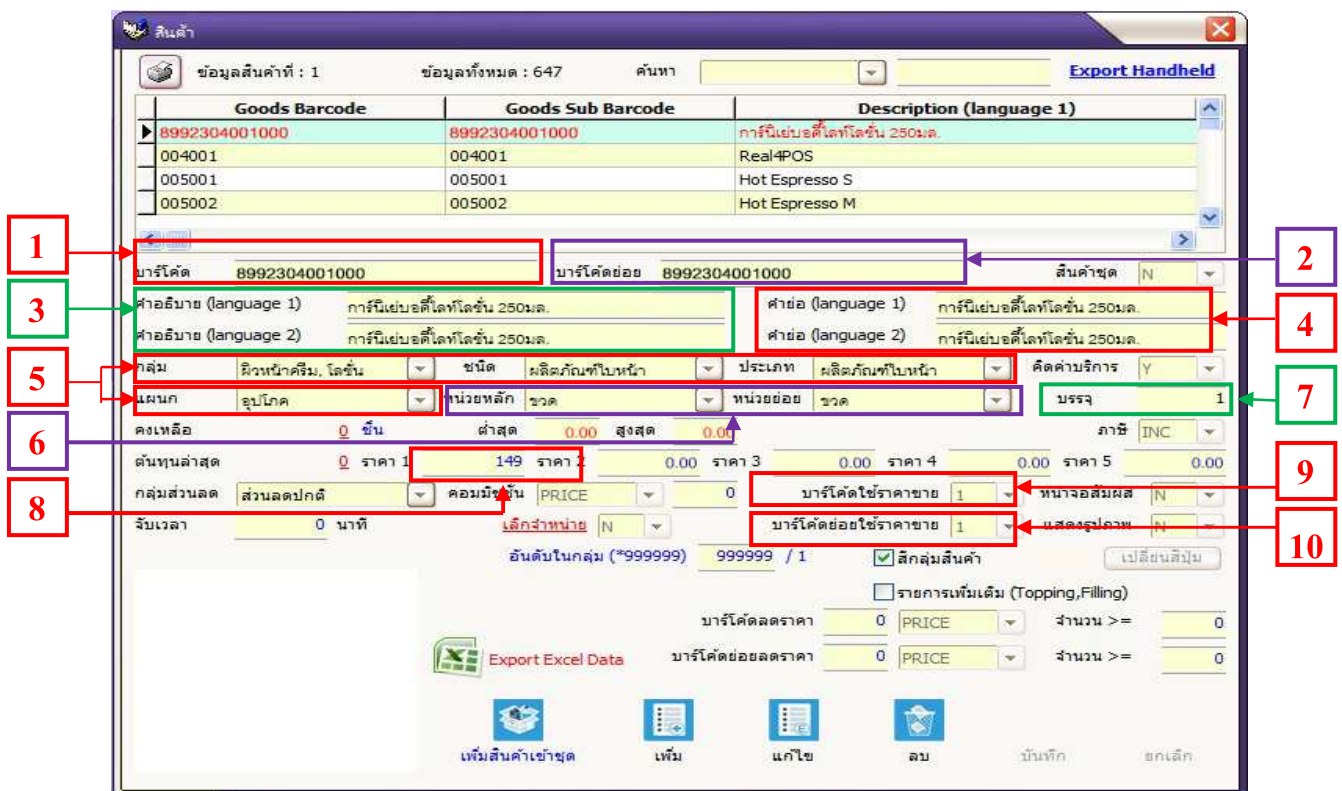 สินค้า
ข้อมูลสินค้าที่ : 1 ข้อมูลทั้งหมด : 647 ค้นหา Export Handheld
Goods Barcode Goods Sub Barcode Description (language 1)
8992304001000 8992304001000 การ์นิเย่บอดี้ไลท์โลชั่น 250มล.
004001 004001 Real4POS
005001 005001 Hot Espresso S
005002 005002 Hot Espresso M
1 2
บาร์โค้ด 8992304001000 บาร์โค้ดย่อย 8992304001000 สินค้าชุด N
3 4
คำอธิบาย (language 1) การ์นิเย่บอดี้ไลท์โลชั่น 250มล. คำย่อ (language 1) การ์นิเย่บอดี้ไลท์โลชั่น 250มล.
คำอธิบาย (language 2) การ์นิเย่บอดี้ไลท์โลชั่น 250มล. คำย่อ (language 2) การ์นิเย่บอดี้ไลท์โลชั่น 250มล.
5 กลุ่ม ผิวหน้าครีม, โลชั่น ชนิด ผลิตภัณฑ์ใบหน้า ประเภท ผลิตภัณฑ์ใบหน้า คิดค่าบริการ Y
แผนก อุปโภค หน่วยหลัก ขวด หน่วยย่อย ขวด บรรจุ 1 7
6 คงเหลือ 0 ชิ้น ต่ำสุด 0.00 สูงสุด 0.00 ภาษี INC
ต้นทุนล่าสุด 0 ราคา 1 149 ราคา 2 0.00 ราคา 3 0.00 ราคา 4 0.00 ราคา 5 0.00
8 9
กลุ่มส่วนลด ส่วนลดปกติ คอมมิชชั่น PRICE 0 บาร์โค้ดใช้ราคาขาย 1 หน้าจอสัมผัส N
จับเวลา 0 นาที เลิกจำหน่าย N บาร์โค้ดย่อยใช้ราคาขาย 1 แสดงรูปภาพ N
10
อันดับในกลุ่ม (*999999) 999999 / 1 สีกลุ่มสินค้า เปลี่ยนสีปุ่ม
รายการเพิ่มเติม (Topping,Filling)
บาร์โค้ดลดราคา 0 PRICE จำนวน >= 0
Export Excel Data บาร์โค้ดย่อยลดราคา 0 PRICE จำนวน >= 0
เพิ่มสินค้าเข้าชุด เพิ่ม แก้ไข ลบ บันทึก ยกเลิก